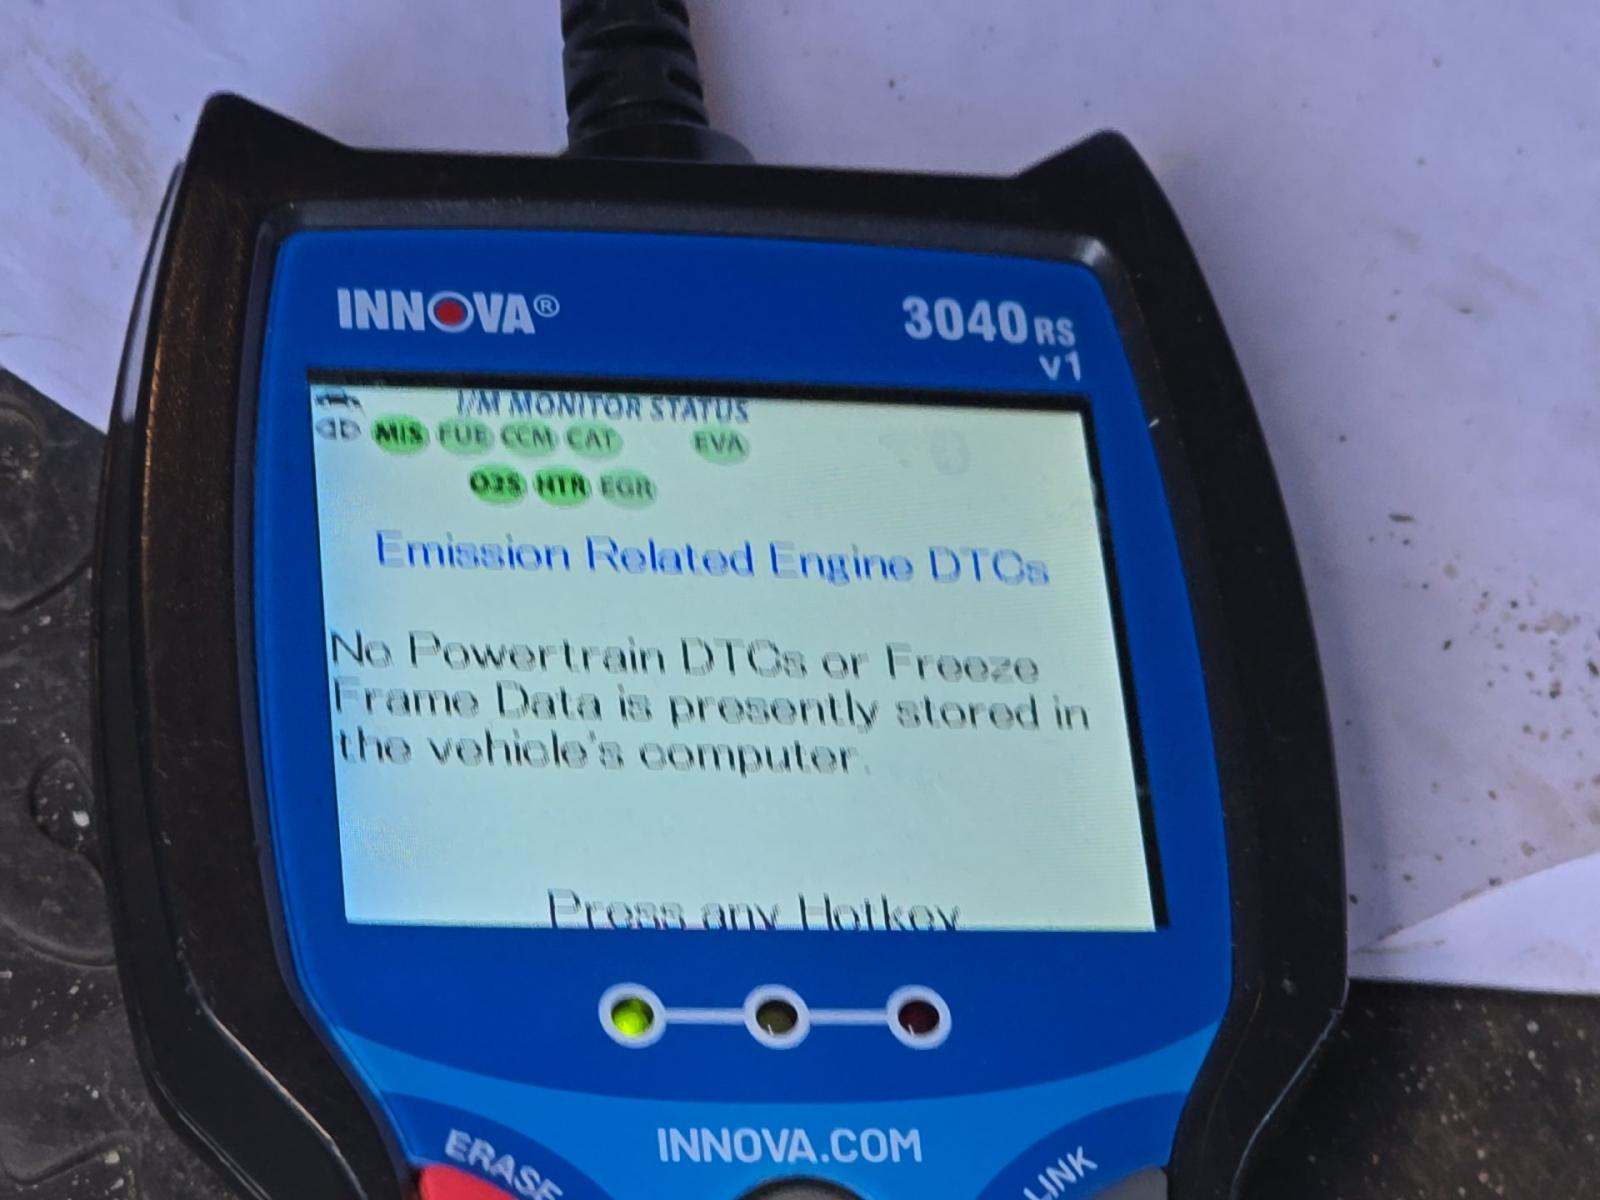 INNOVA®
3040RS
v1
I/M MONITOR STATUS
MIS FUE CCM CAT EVA
O2S HTR EGR
Emission Related Engine DTCs
No Powertrain DTCs or Freeze
Frame Data is presently stored in
the vehicle's computer.
Press any Hotkey
ERASE
INNOVA.COM
LINK